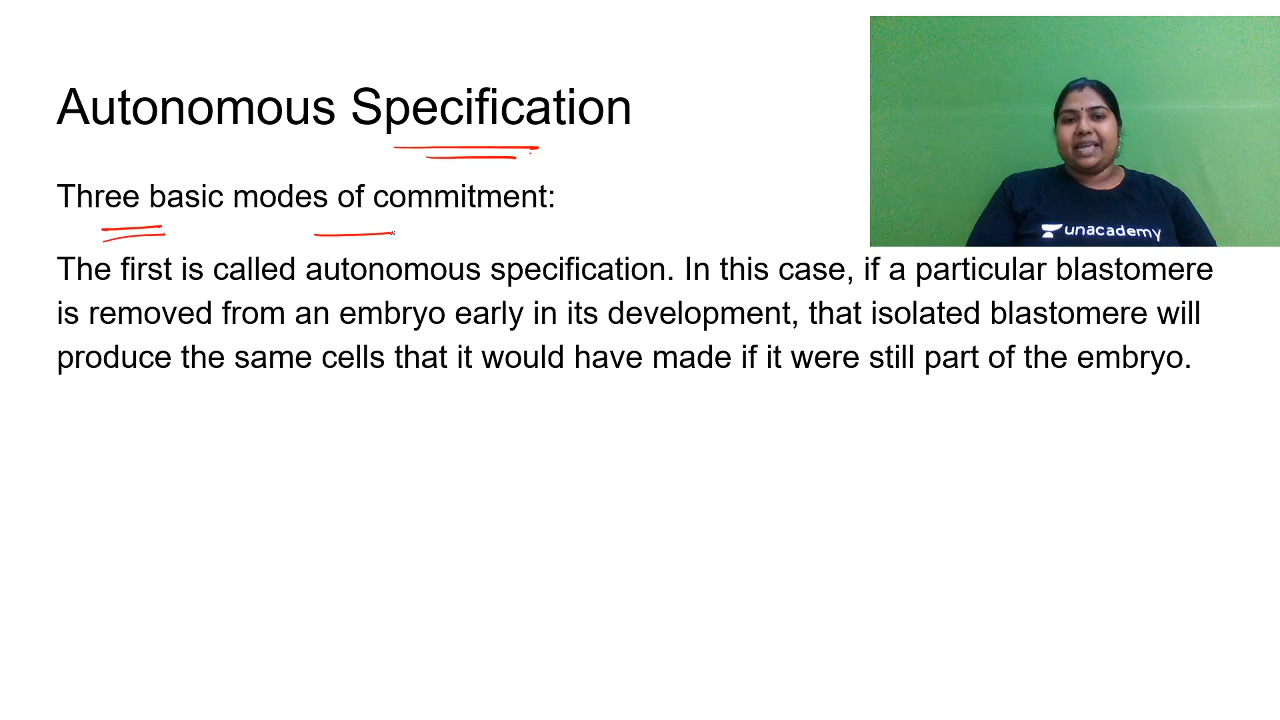 Autonomous Specification
Three basic modes of commitment:
unacademy
The first is called autonomous specification. In this case, if a particular blastomere
is removed from an embryo early in its development, that isolated blastomere will
produce the same cells that it would have made if it were still part of the embryo.